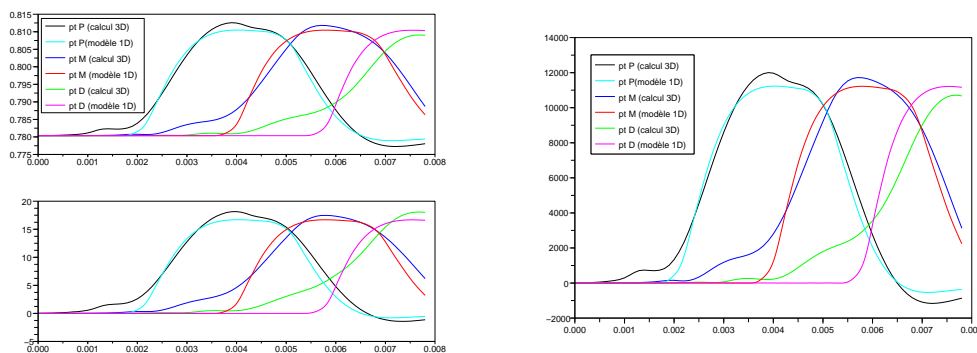 0.815
0.810
0.805
0.800
0.795
0.790
0.785
0.780
0.775
pt P (calcul 3D)
pt P(modèle 1D)
pt M (calcul 3D)
pt M (modèle 1D)
pt D (calcul 3D)
pt D (modèle 1D)
0.000 0.001 0.002 0.003 0.004 0.005 0.006 0.007 0.008
20
15
10
5
0
−5
0.000 0.001 0.002 0.003 0.004 0.005 0.006 0.007 0.008
14000
12000
10000
8000
6000
4000
2000
0
−2000
pt P (calcul 3D)
pt P(modèle 1D)
pt M (calcul 3D)
pt M (modèle 1D)
pt D (calcul 3D)
pt D (modèle 1D)
0.000 0.001 0.002 0.003 0.004 0.005 0.006 0.007 0.008